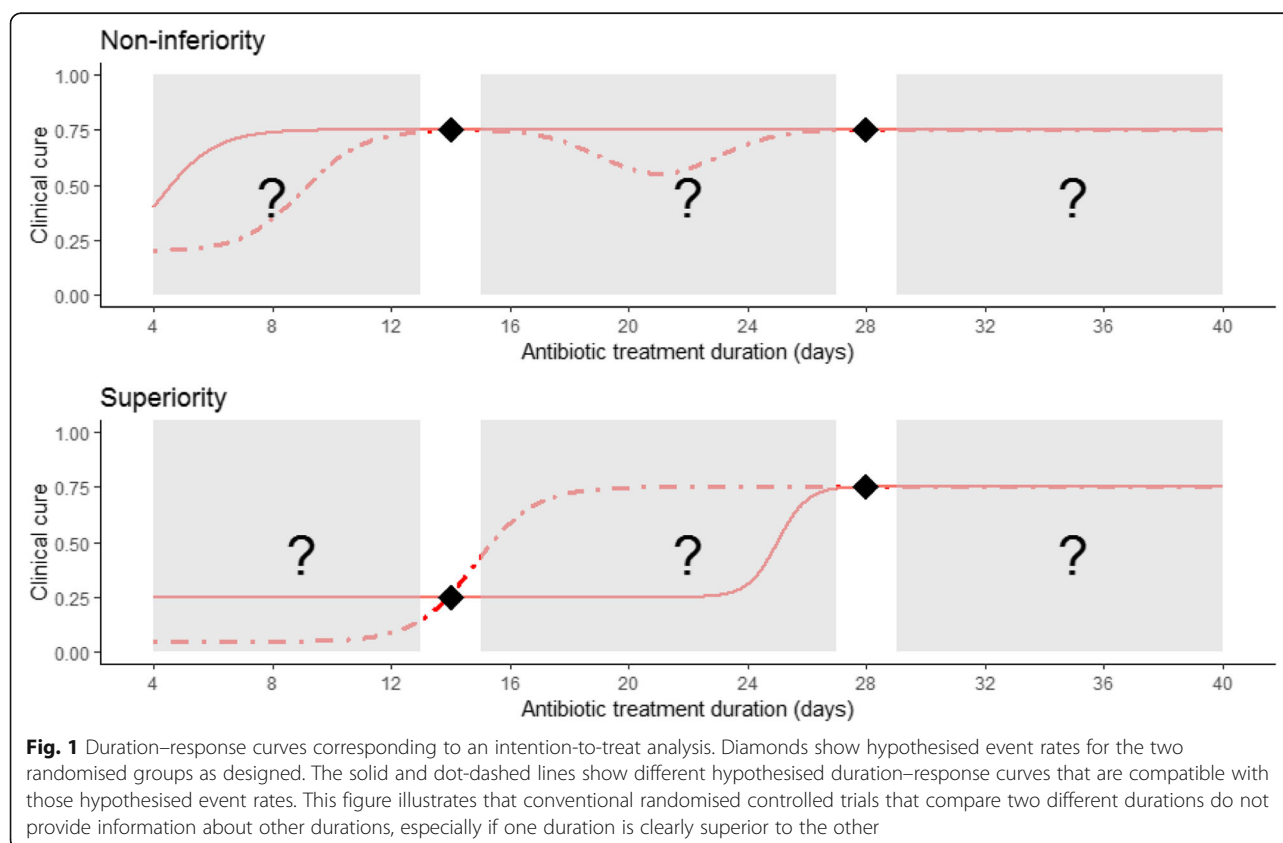 Non-inferiority
1.00
0.75
0.50
0.25
0.00
Clinical cure
? ? ?
4 8 12 16 20 24 28 32 36 40
Antibiotic treatment duration (days)
Superiority
1.00
0.75
0.50
0.25
0.00
Clinical cure
? ? ?
4 8 12 16 20 24 28 32 36 40
Antibiotic treatment duration (days)
Fig. 1 Duration–response curves corresponding to an intention-to-treat analysis. Diamonds show hypothesised event rates for the two
randomised groups as designed. The solid and dot-dashed lines show different hypothesised duration–response curves that are compatible with
those hypothesised event rates. This figure illustrates that conventional randomised controlled trials that compare two different durations do not
provide information about other durations, especially if one duration is clearly superior to the other